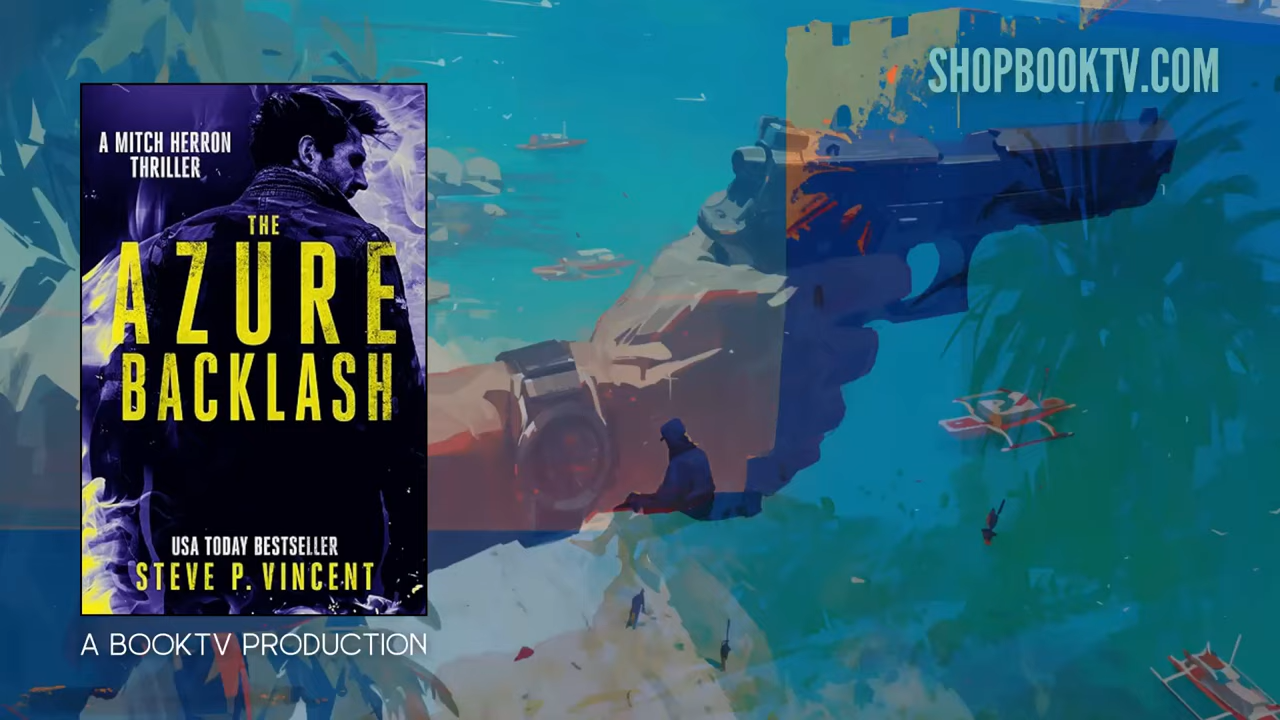 SHOPBOOKTV.COM
A MITCH HERRON
THRILLER
THE
AZURE
BACKLASH
USA TODAY BESTSELLER
STEVE P. VINCENT
A BOOKTV PRODUCTION